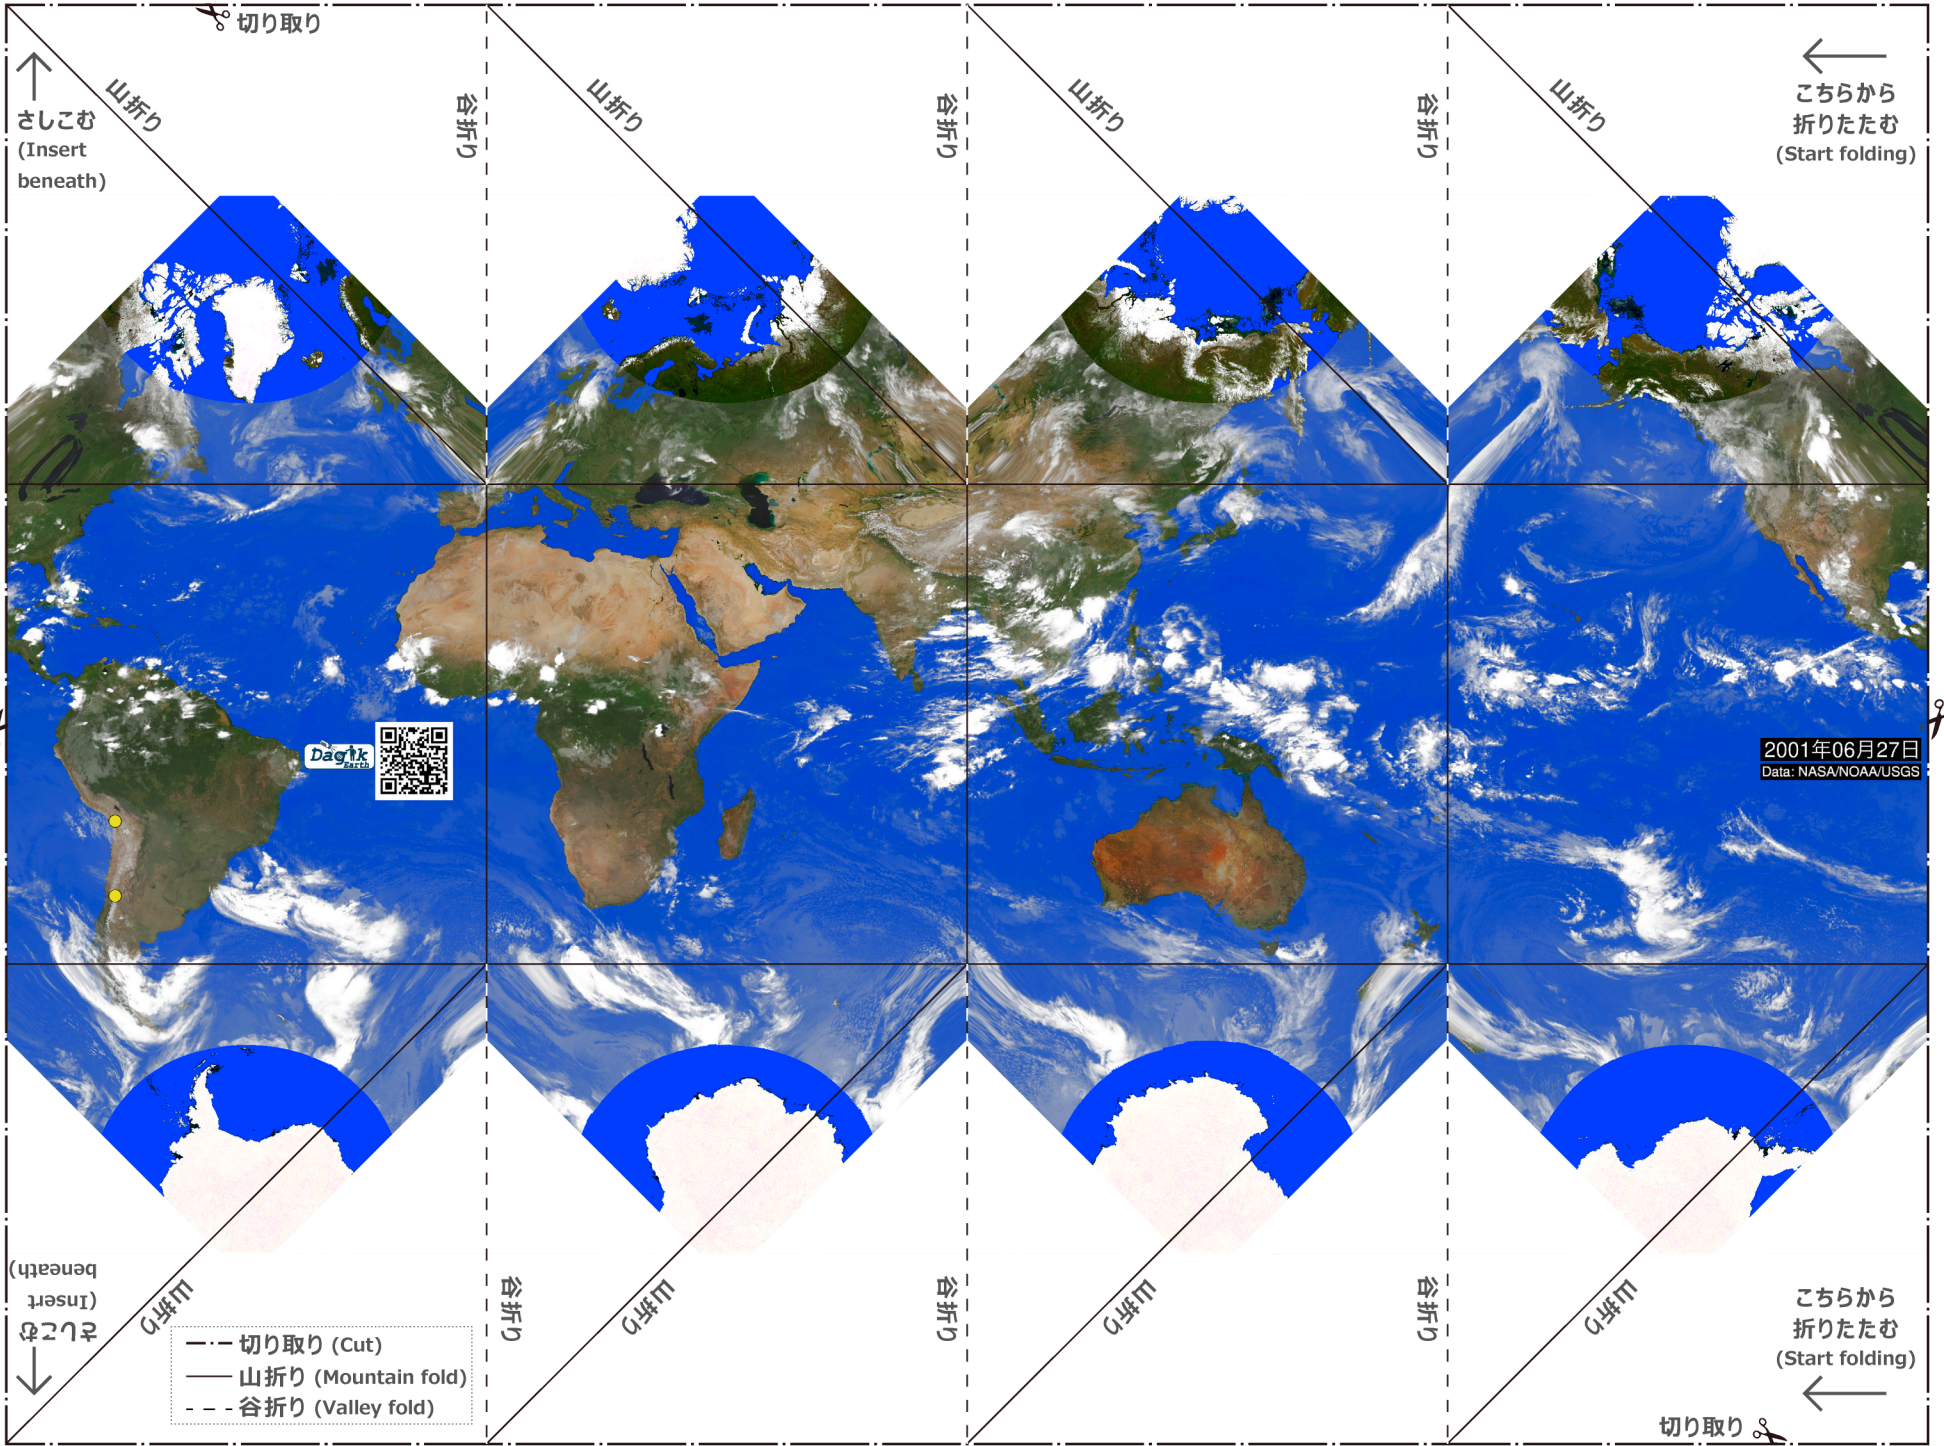 切り取り
山折り
谷折り
山折り
谷折り
山折り
谷折り
山折り
さしこむ
(Insert
beneath)
こちらから
折りたたむ
(Start folding)
Dagik
Earth
2001年06月27日
Data: NASA/NOAA/USGS
さしこむ
(Insert
beneath)
山折り
谷折り
山折り
谷折り
山折り
谷折り
山折り
こちらから
折りたたむ
(Start folding)
切り取り (Cut)
山折り (Mountain fold)
谷折り (Valley fold)
切り取り